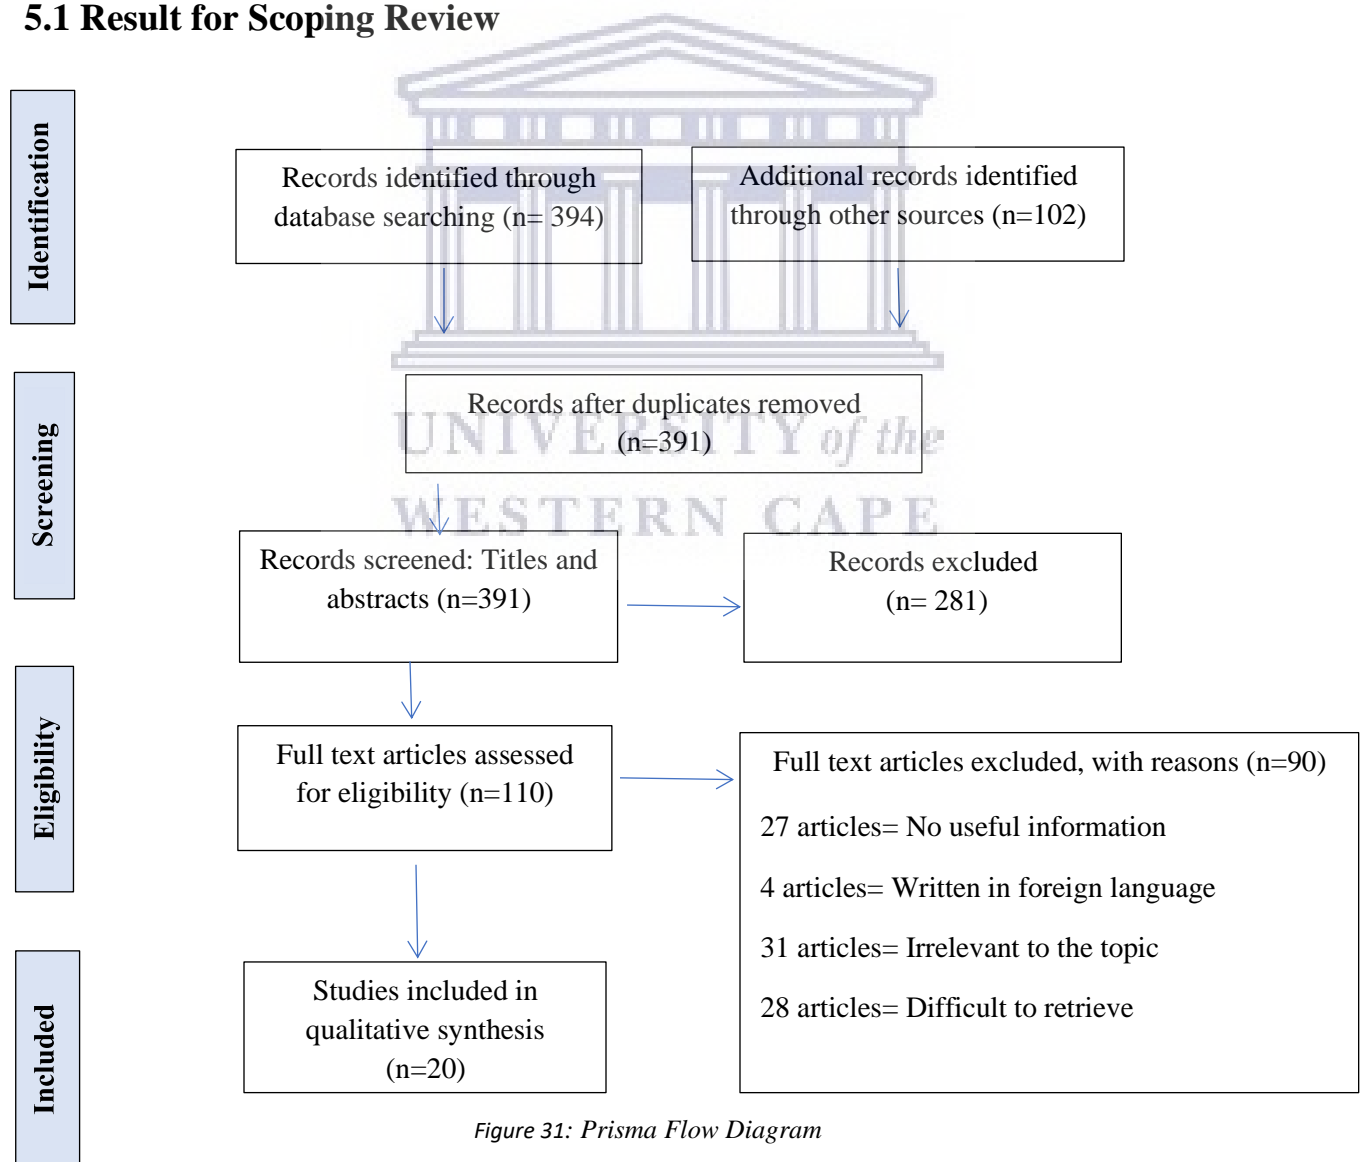 5.1 Result for Scoping Review
Identification
Records identified through
database searching (n= 394)
Additional records identified
through other sources (n=102)
Screening
Records after duplicates removed
(n=391)
UNIVERSITY of the
WESTERN CAPE
Records screened: Titles and
abstracts (n=391)
Records excluded
(n= 281)
Eligibility
Full text articles assessed
for eligibility (n=110)
Full text articles excluded, with reasons (n=90)
27 articles= No useful information
4 articles= Written in foreign language
31 articles= Irrelevant to the topic
28 articles= Difficult to retrieve
Included
Studies included in
qualitative synthesis
(n=20)
Figure 31: Prisma Flow Diagram